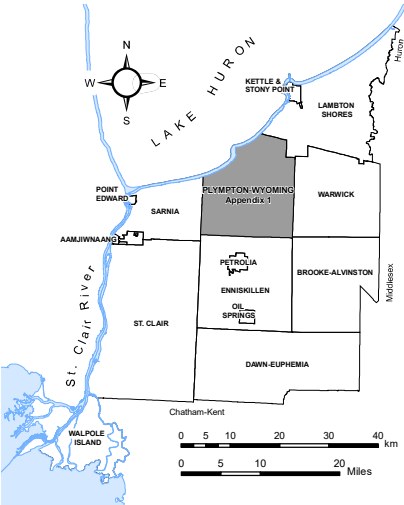 N
W E
S
LAKE HURON
Huron
KETTLE &
STONY POINT
LAMBTON
SHORES
POINT
EDWARD
PLYMPTON-WYOMING
Appendix 1
WARWICK
SARNIA
AAMJIWNAANG
PETROLIA
BROOKE-ALVINSTON
Middlesex
ENNISKILLEN
OIL
SPRINGS
ST. CLAIR
St. Clair River
DAWN-EUPHEMIA
Chatham-Kent
WALPOLE
ISLAND
0 5 10 20 30 40
km
0 5 10 20
Miles